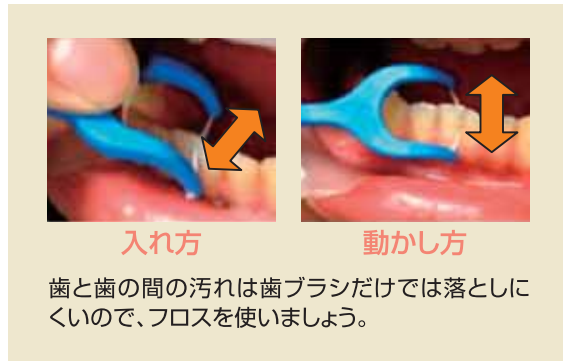 入れ方
動かし方
歯と歯の間の汚れは歯ブラシだけでは落としに
くいので、フロスを使いましょう。